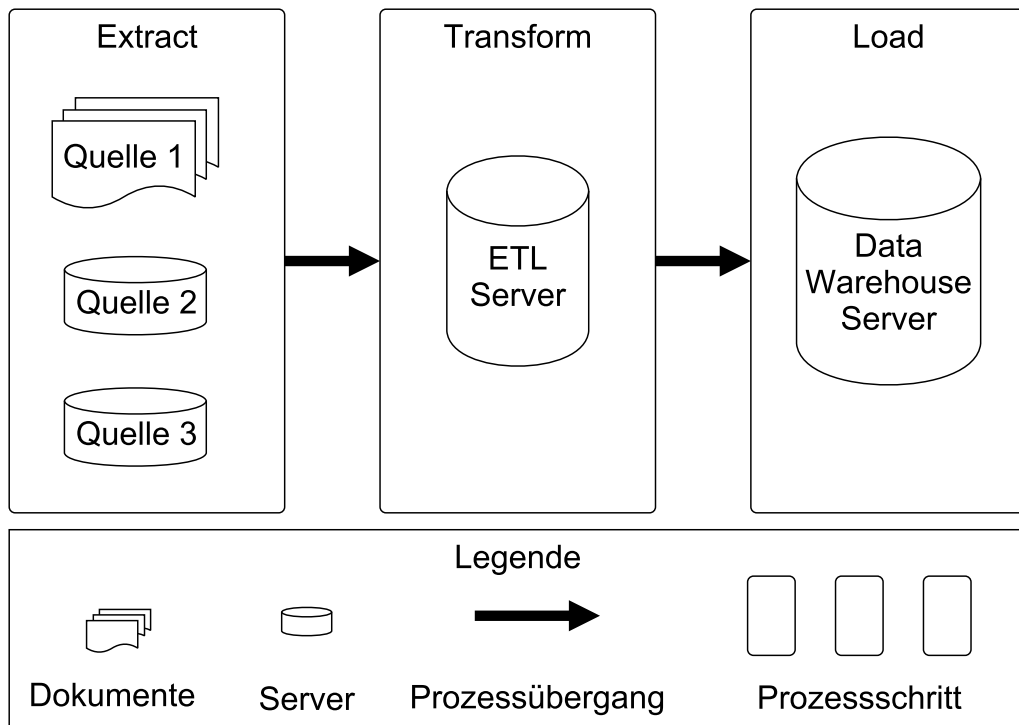 Extract
Transform
Load
Quelle 1
Quelle 2
Quelle 3
ETL
Server
Data
Warehouse
Server
Legende
Dokumente
Server
Prozessübergang
Prozessschritt